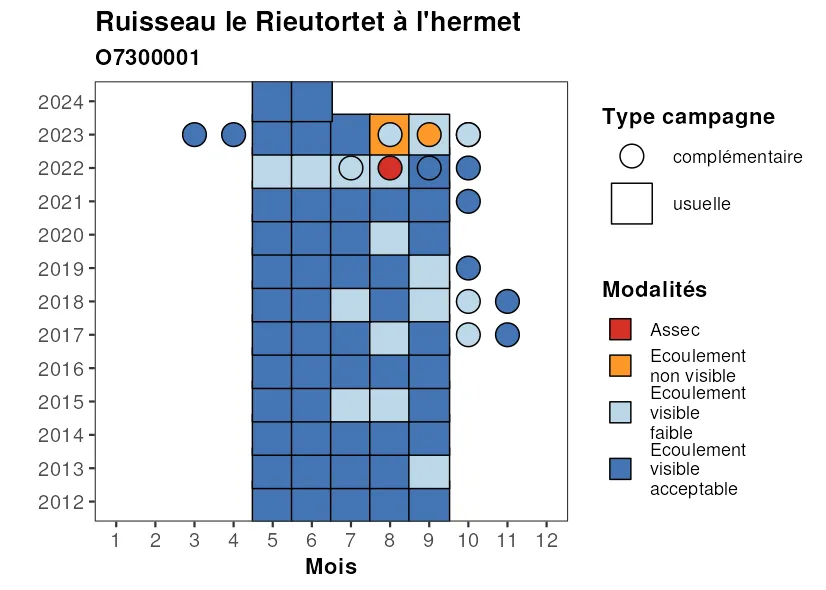 Ruisseau le Rieutortet à l'hermet
O7300001
2024
2023
2022
2021
2020
2019
2018
2017
2016
2015
2014
2013
2012
1 2 3 4 5 6 7 8 9 10 11 12
Mois
Type campagne
complémentaire
usuelle
Modalités
Assec
Ecoulement
non visible
Ecoulement
visible
faible
Ecoulement
visible
acceptable